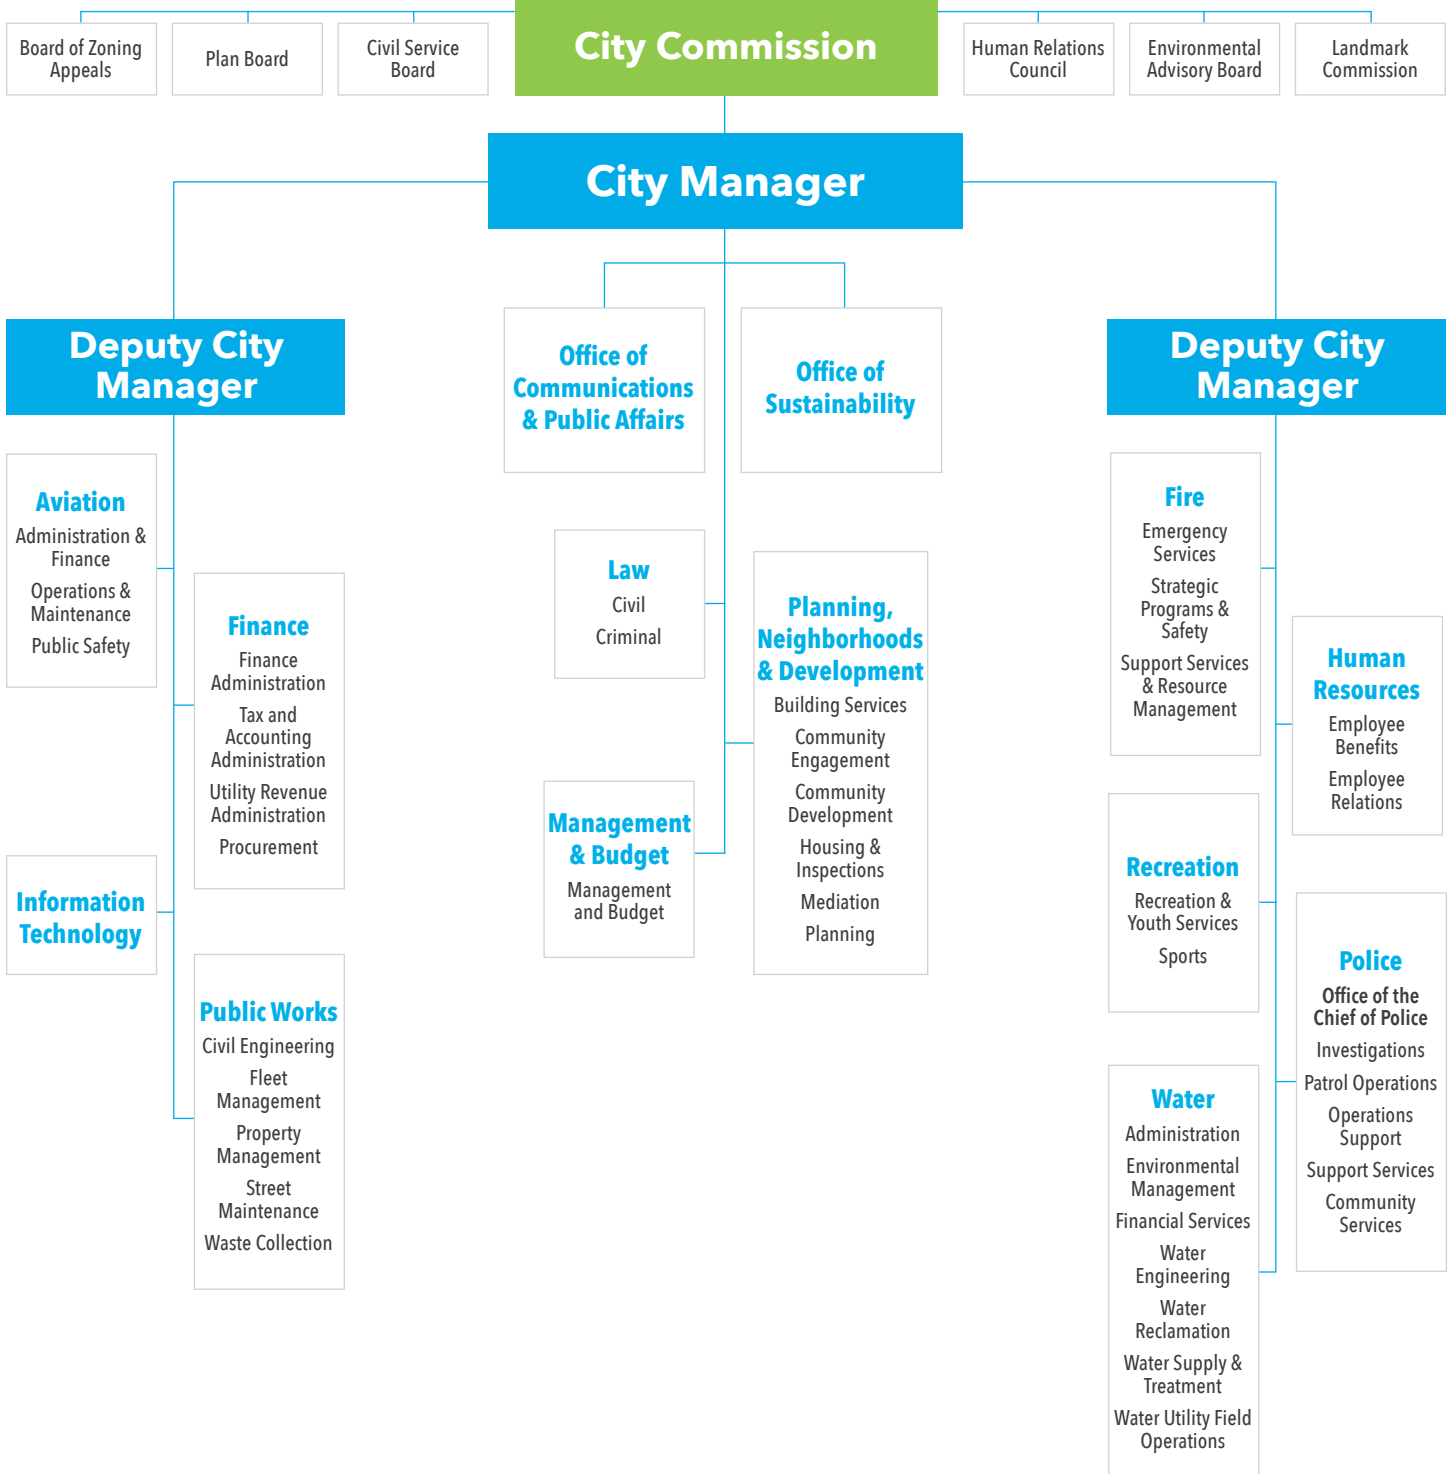 Board of Zoning
Appeals
Plan Board
Civil Service
Board
City Commission
Human Relations
Council
Environmental
Advisory Board
Landmark
Commission
City Manager
Deputy City
Manager
Aviation
Administration &
Finance
Operations &
Maintenance
Public Safety
Finance
Finance
Administration
Tax and
Accounting
Administration
Utility Revenue
Administration
Procurement
Information
Technology
Public Works
Civil Engineering
Fleet
Management
Property
Management
Street
Maintenance
Waste Collection
Office of
Communications
& Public Affairs
Office of
Sustainability
Law
Civil
Criminal
Planning,
Neighborhoods
& Development
Building Services
Community
Engagement
Community
Development
Housing &
Inspections
Mediation
Planning
Management
& Budget
Management
and Budget
Deputy City
Manager
Fire
Emergency
Services
Strategic
Programs &
Safety
Support Services
& Resource
Management
Human
Resources
Employee
Benefits
Employee
Relations
Recreation
Recreation &
Youth Services
Sports
Police
Office of the
Chief of Police
Investigations
Patrol Operations
Operations
Support
Support Services
Community
Services
Water
Administration
Environmental
Management
Financial Services
Water
Engineering
Water
Reclamation
Water Supply &
Treatment
Water Utility Field
Operations